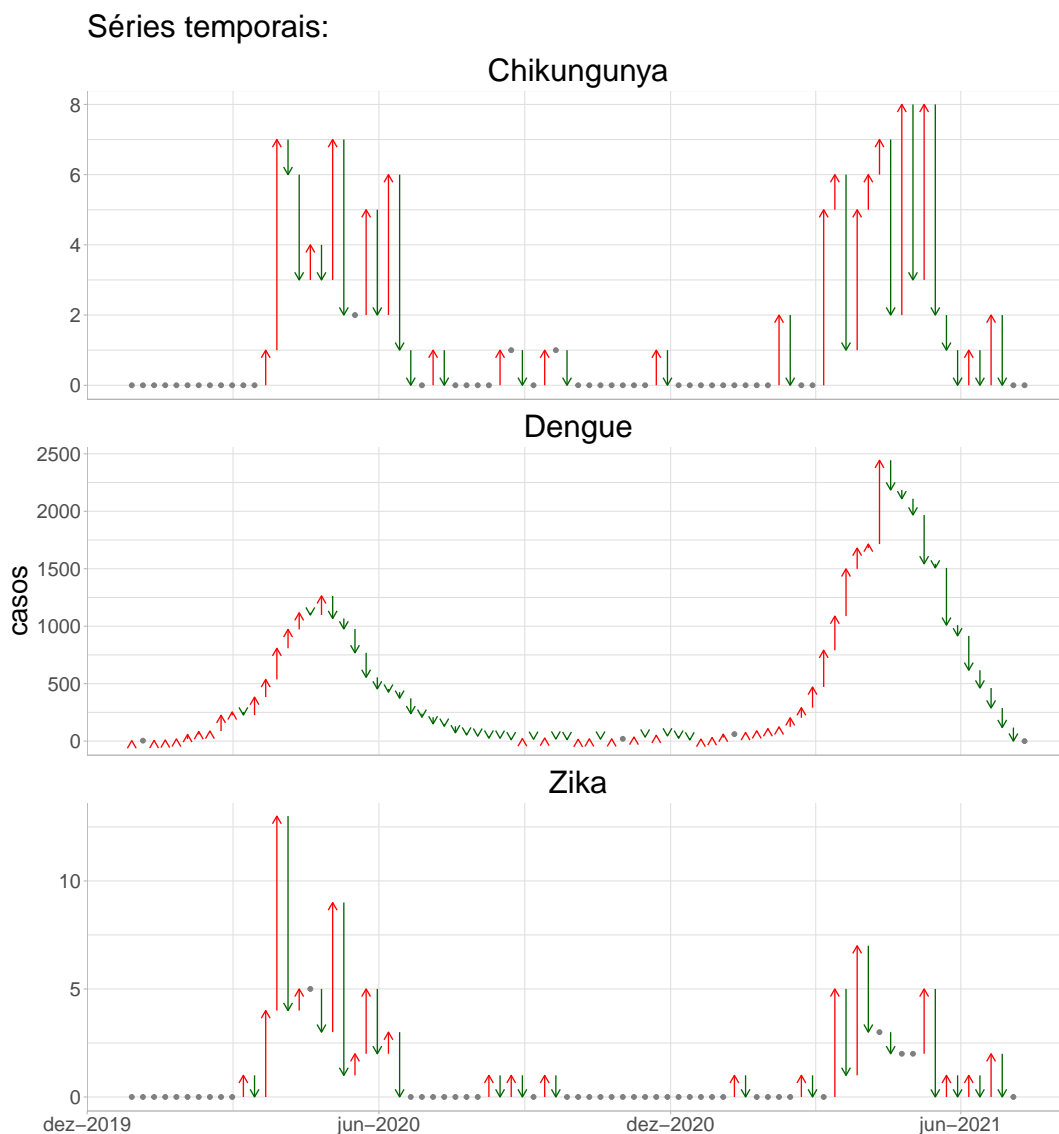 Séries temporais:
Chikungunya
8
6
4
2
0
Dengue
2500
2000
1500
1000
500
0
casos
Zika
10
5
0
dez−2019 jun−2020 dez−2020 jun−2021